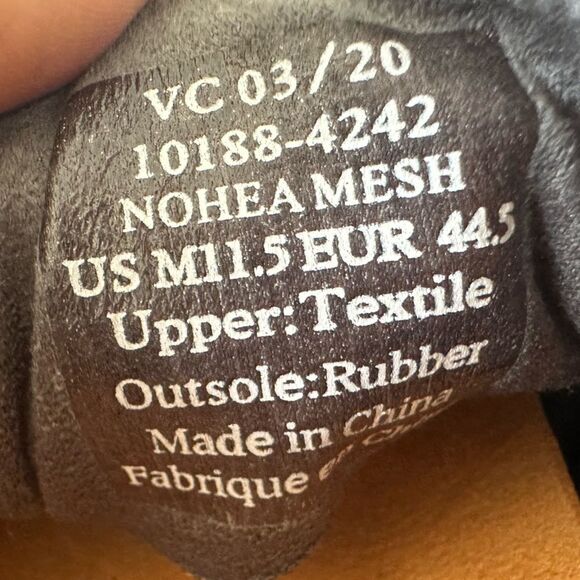 VC 03/20
10188-4242
NOHEA MESH
US M11.5 EUR 44.5
Upper:Textile
Outsole:Rubber
Made in China
Fabrique en